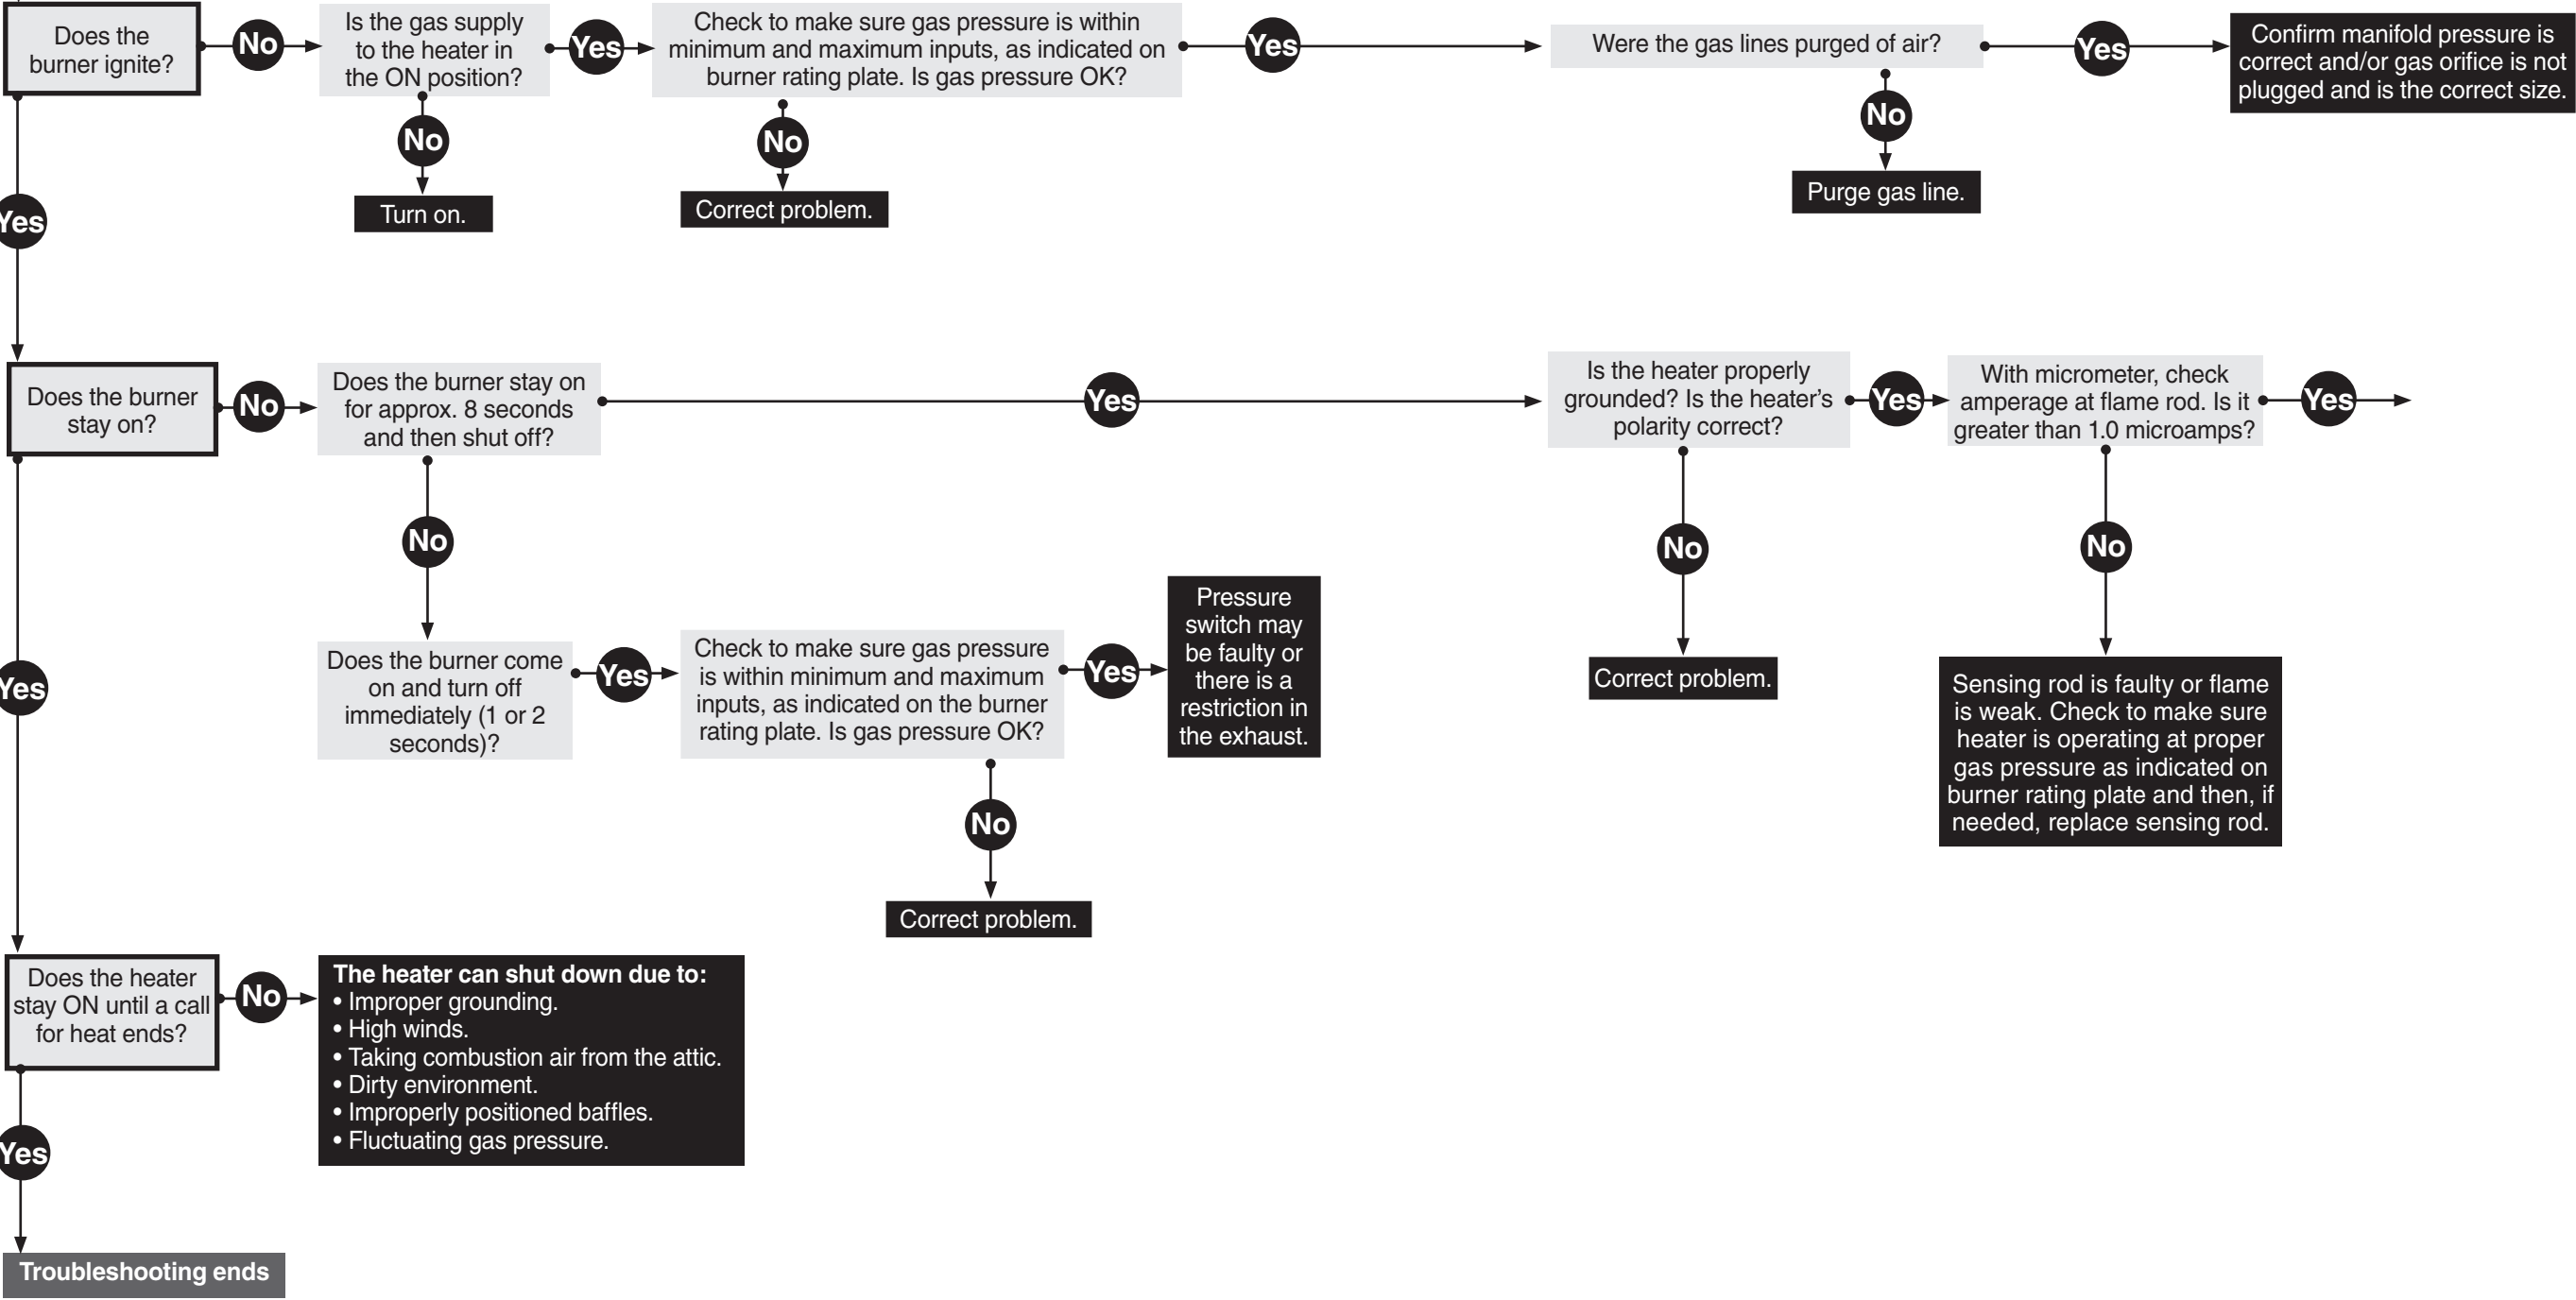 Does the
burner ignite?
No
Is the gas supply
to the heater in
the ON position?
Yes
Check to make sure gas pressure is within
minimum and maximum inputs, as indicated on
burner rating plate. Is gas pressure OK?
Yes
Were the gas lines purged of air?
Yes
Confirm manifold pressure is
correct and/or gas orifice is not
plugged and is the correct size.
No
Turn on.
No
Correct problem.
No
Purge gas line.
Yes
Does the burner
stay on?
No
Does the burner stay on
for approx. 8 seconds
and then shut off?
Yes
Is the heater properly
grounded? Is the heater's
polarity correct?
Yes
With micrometer, check
amperage at flame rod. Is it
greater than 1.0 microamps?
Yes
No
No
Correct problem.
No
Sensing rod is faulty or flame
is weak. Check to make sure
heater is operating at proper
gas pressure as indicated on
burner rating plate and then, if
needed, replace sensing rod.
Does the burner come
on and turn off
immediately (1 or 2
seconds)?
Yes
Check to make sure gas pressure
is within minimum and maximum
inputs, as indicated on the burner
rating plate. Is gas pressure OK?
Yes
Pressure
switch may
be faulty or
there is a
restriction in
the exhaust.
No
Correct problem.
Yes
Does the heater
stay ON until a call
for heat ends?
No
The heater can shut down due to:
• Improper grounding.
• High winds.
• Taking combustion air from the attic.
• Dirty environment.
• Improperly positioned baffles.
• Fluctuating gas pressure.
Yes
Troubleshooting ends